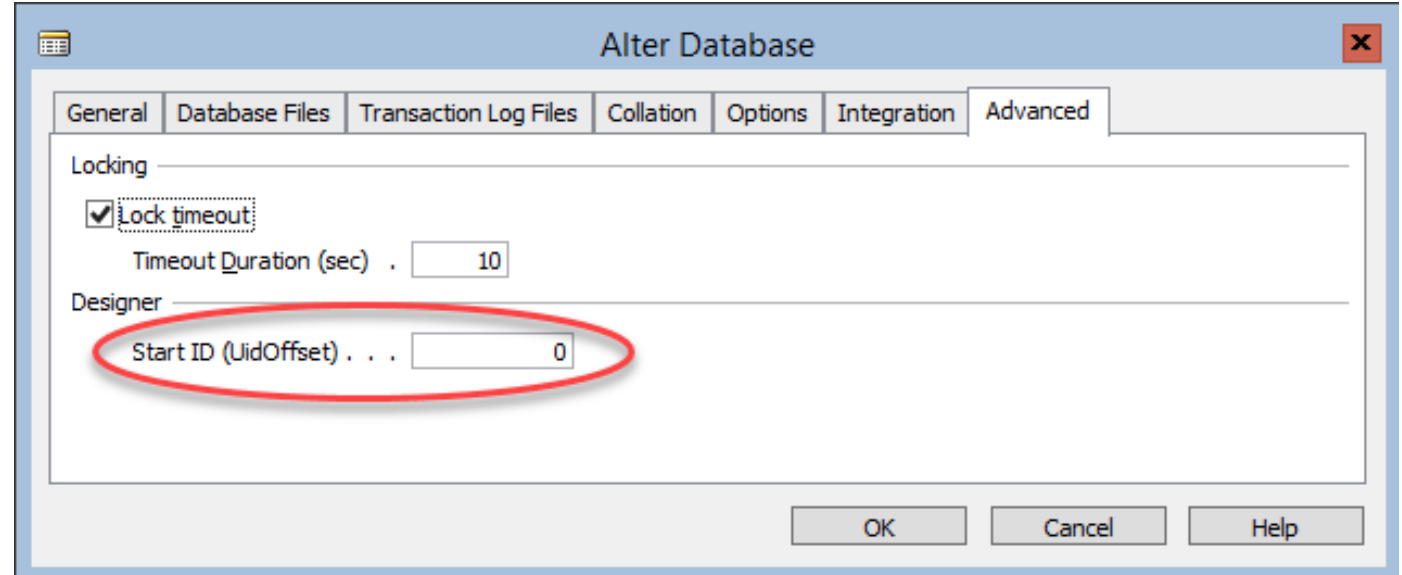 Alter Database
General Database Files Transaction Log Files Collation Options Integration Advanced
Locking
Lock timeout
Timeout Duration (sec) . 10
Designer
Start ID (UidOffset) . . . 0
OK Cancel Help